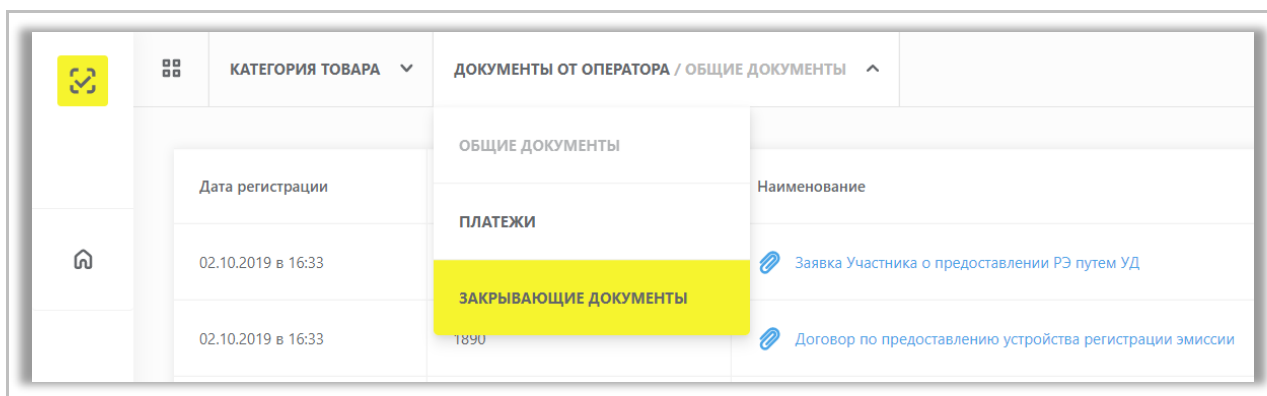 КАТЕГОРИЯ ТОВАРА
ДОКУМЕНТЫ ОТ ОПЕРАТОРА / ОБЩИЕ ДОКУМЕНТЫ
ОБЩИЕ ДОКУМЕНТЫ
Дата регистрации
Наименование
ПЛАТЕЖИ
02.10.2019 в 16:33
Заявка Участника о предоставлении РЭ путем УД
ЗАКРЫВАЮЩИЕ ДОКУМЕНТЫ
02.10.2019 в 16:33
1890
Договор по предоставлению устройства регистрации эмиссии